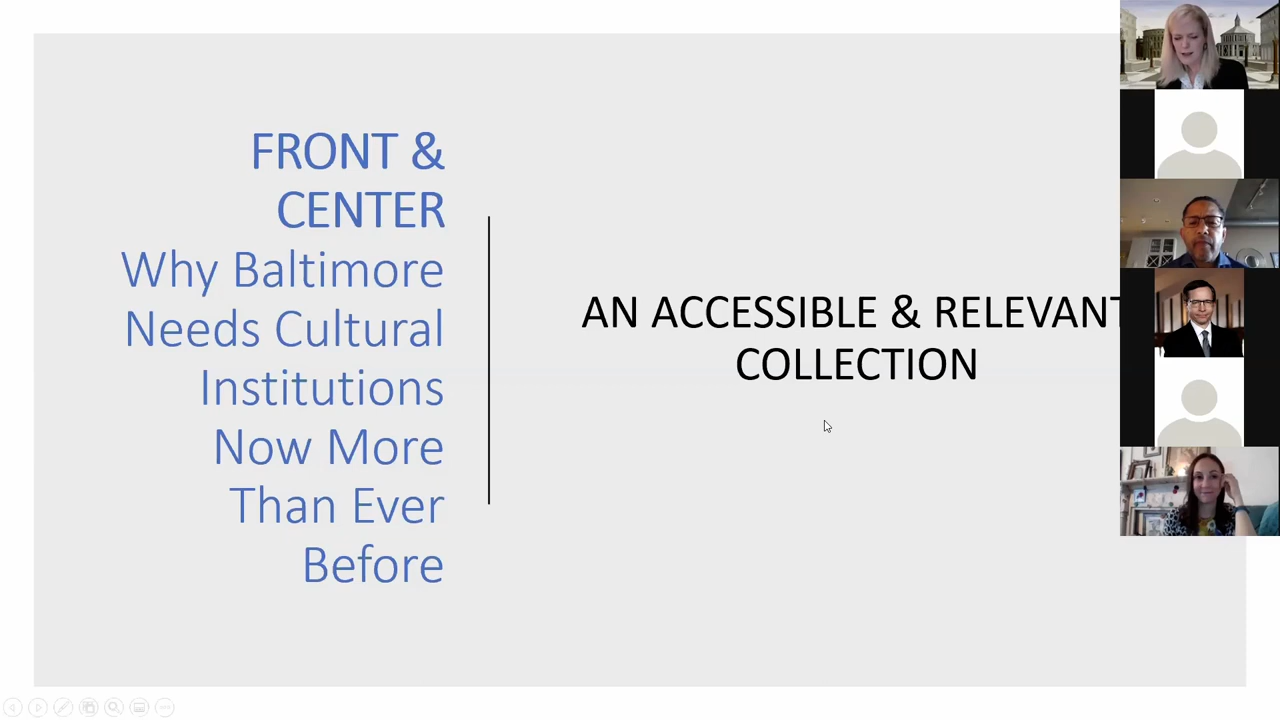 FRONT &
CENTER
Why Baltimore
Needs Cultural
Institutions
Now More
Than Ever
Before
AN ACCESSIBLE & RELEVANT
COLLECTION